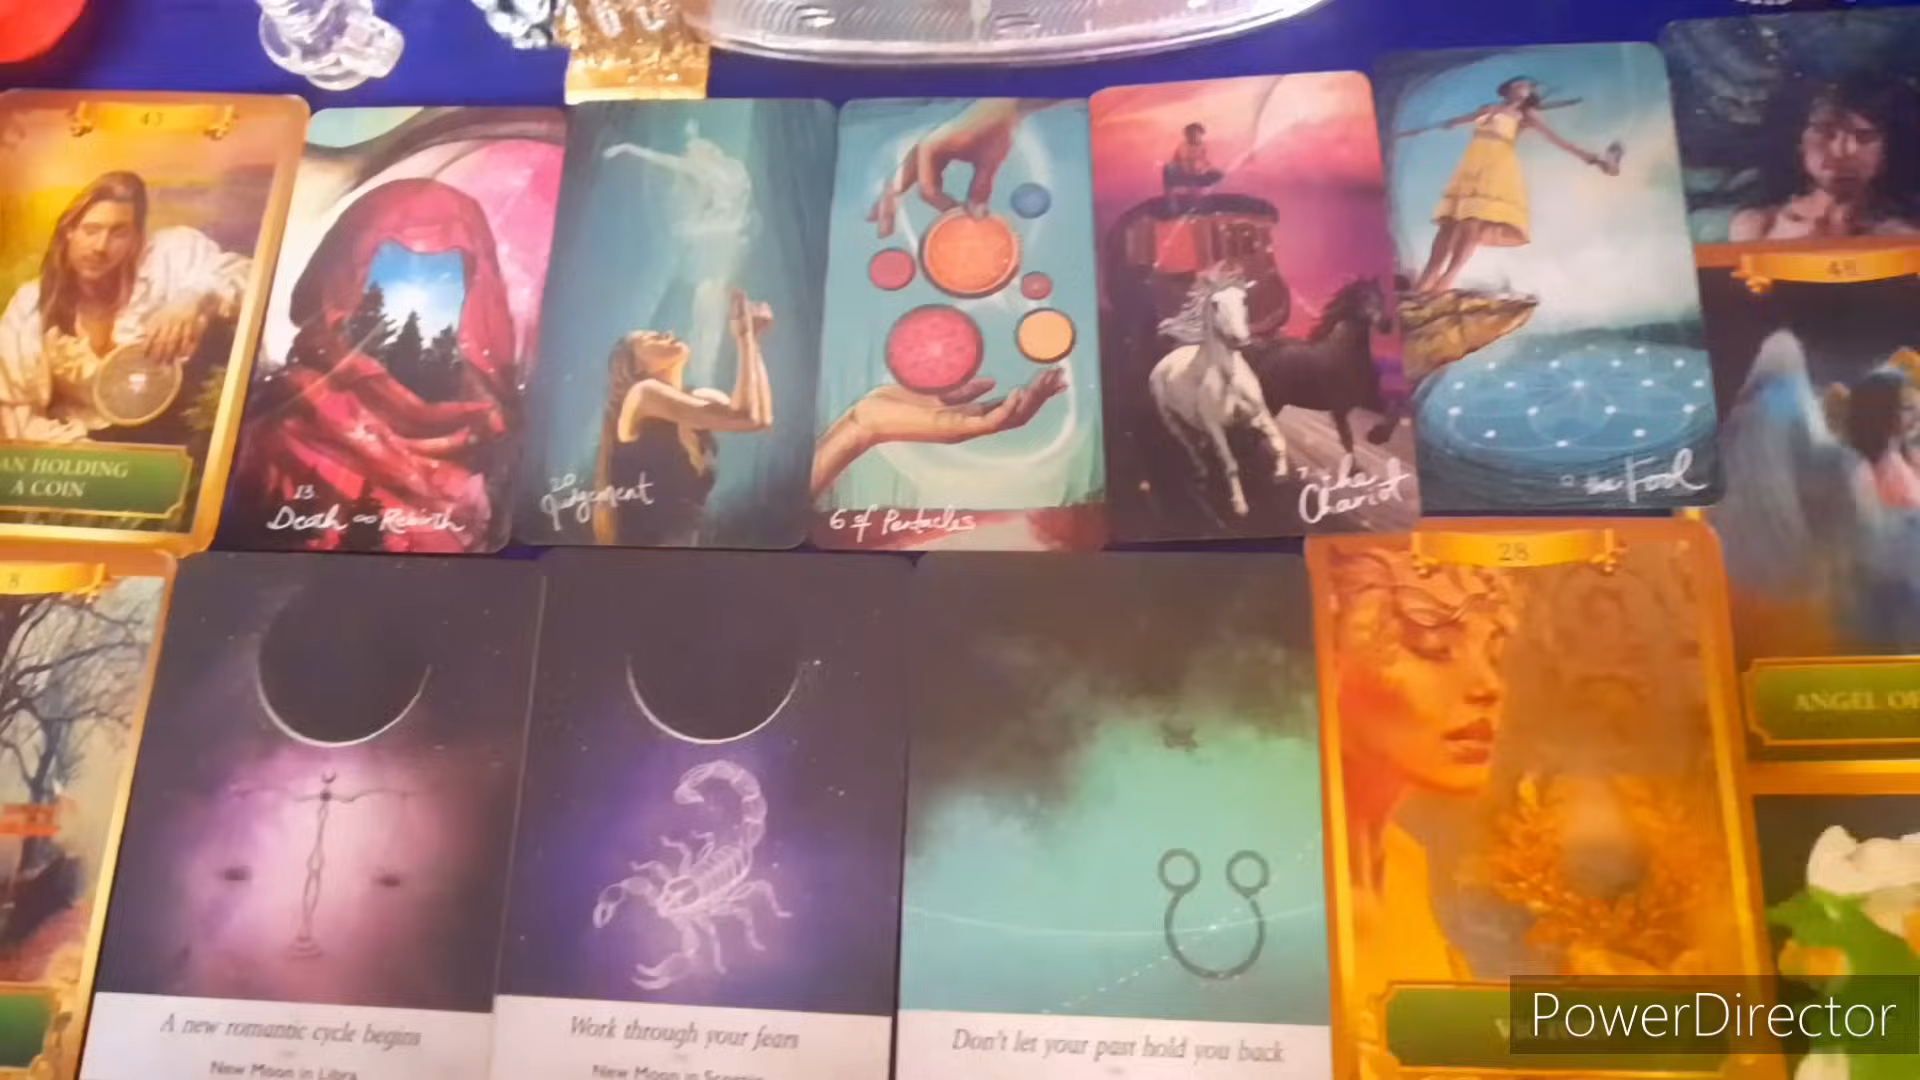 43
AN HOLDING
A COIN
13
Death and Rebirth
20
Judgement
6 of Pentacles
7 the
Chariot
0 the Fool
48
ANGEL OF
8
A new romantic cycle begins
New Moon in Libra
Work through your fears
New Moon in Scorpio
Don't let your past hold you back
28
PowerDirector